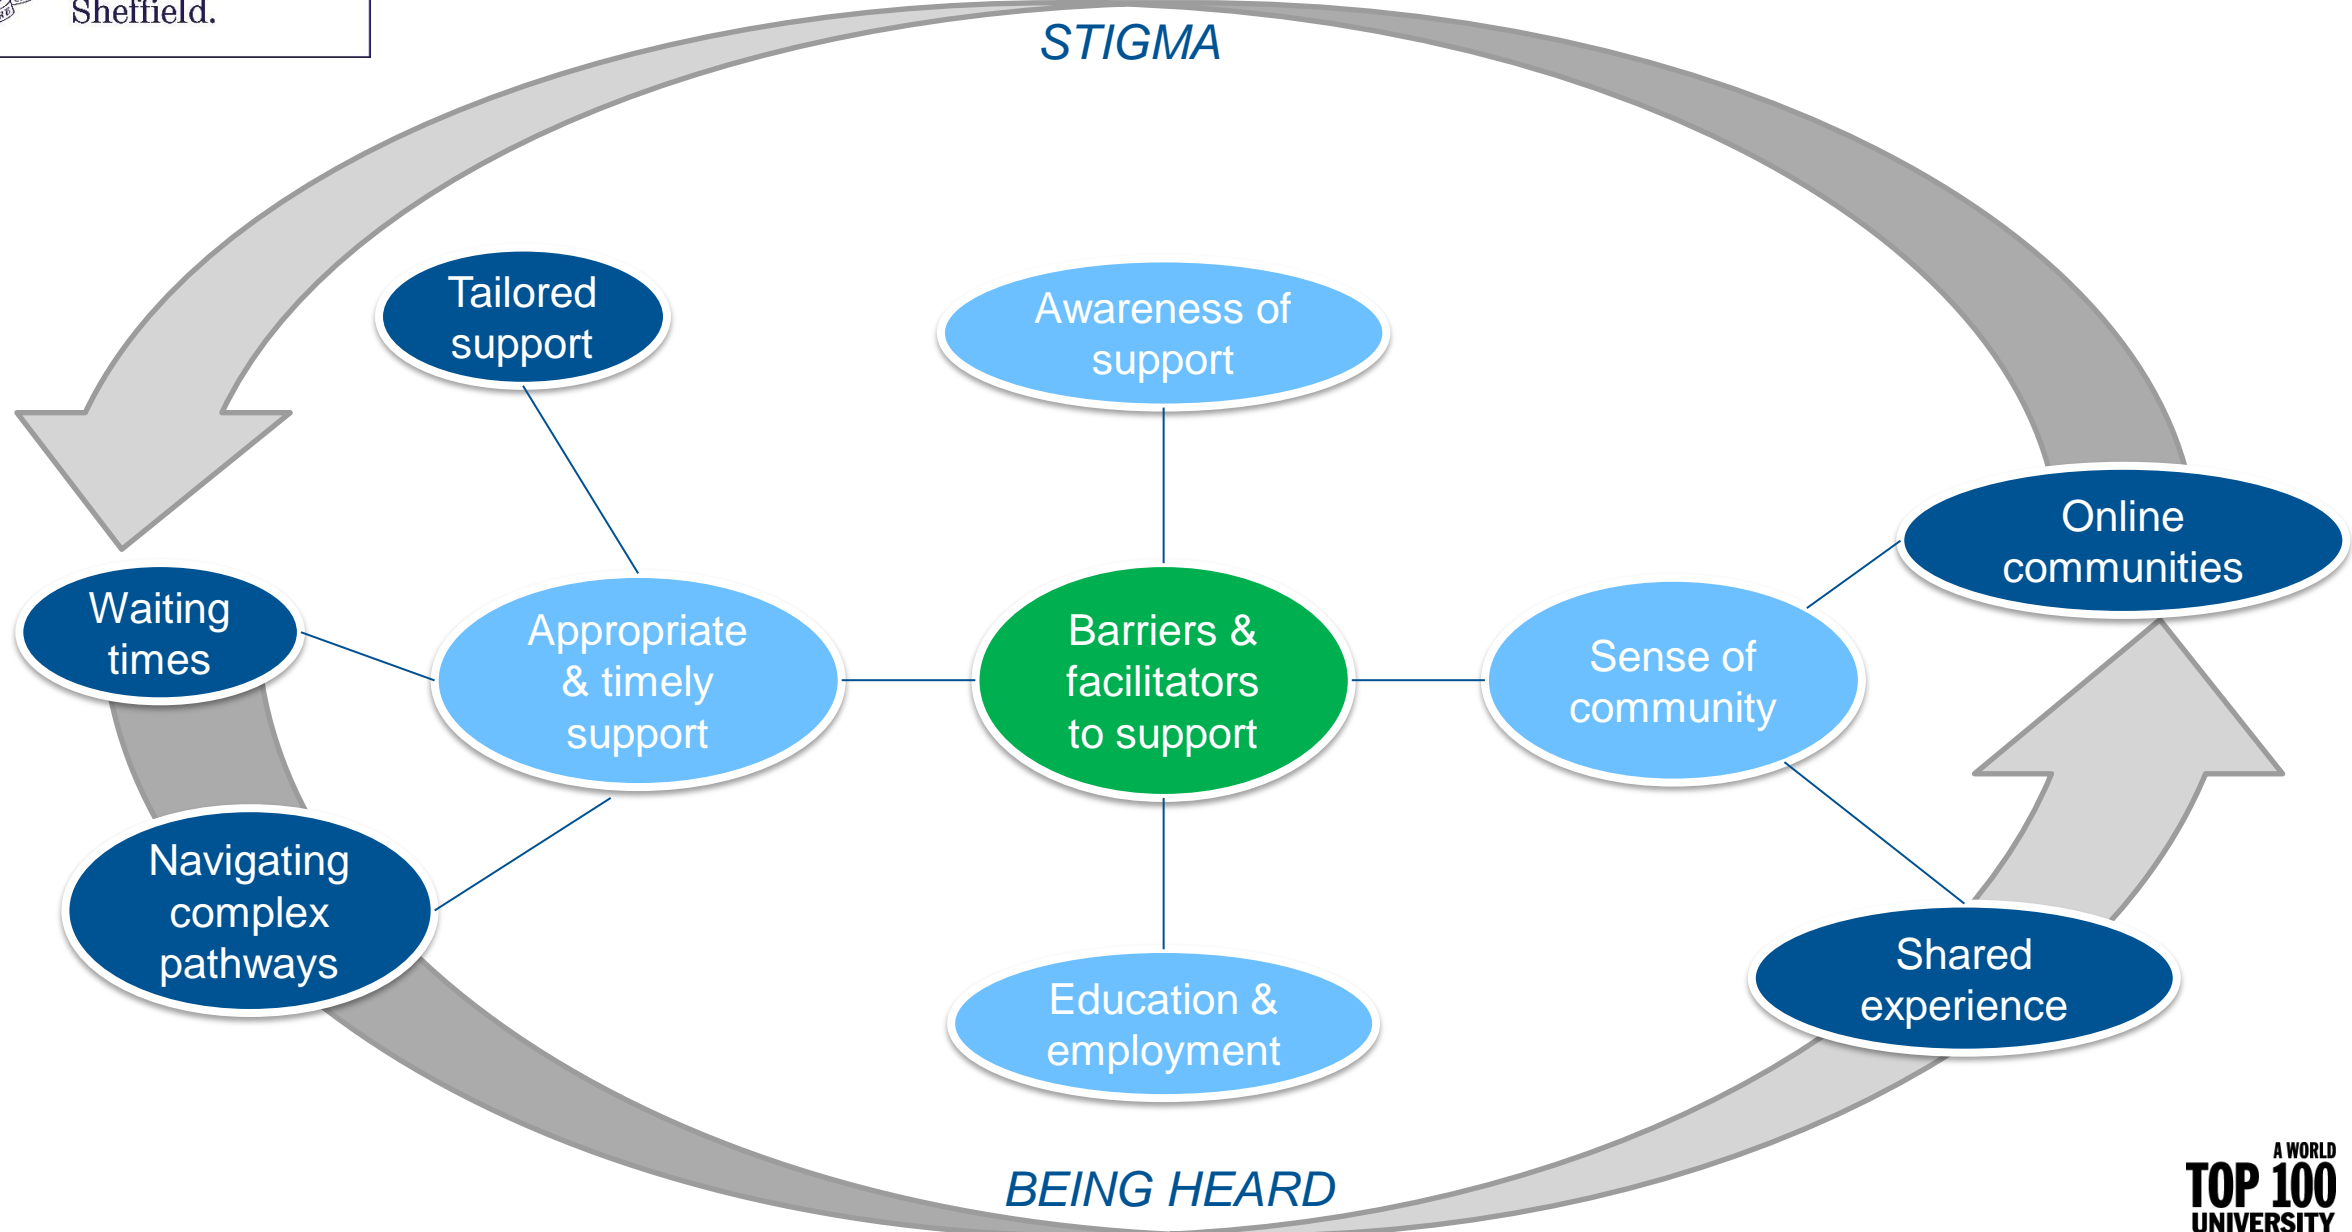 Sheffield.
STIGMA
Tailored
support
Awareness of
support
Online
communities
Waiting
times
Appropriate
& timely
support
Barriers &
facilitators
to support
Sense of
community
Navigating
complex
pathways
Shared
experience
Education &
employment
BEING HEARD
A WORLD
TOP 100
UNIVERSITY